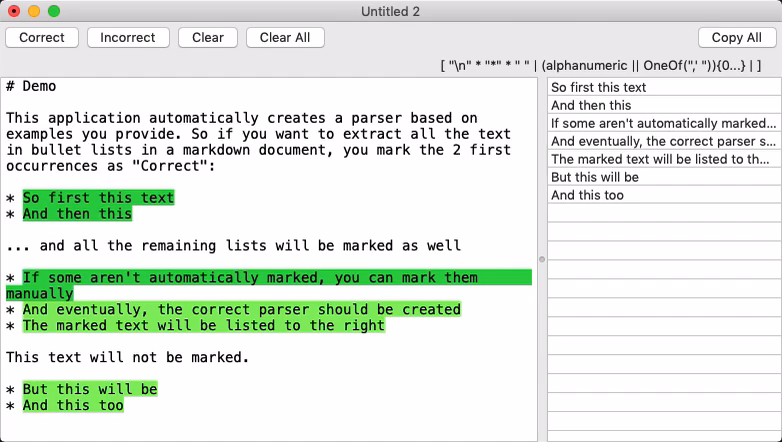 Untitled 2
Correct Incorrect Clear Clear All Copy All
[ "\n" * "*" * " " | (alphanumeric || OneOf(",' ")){0...} | ]
# Demo
This application automatically creates a parser based on
examples you provide. So if you want to extract all the text
in bullet lists in a markdown document, you mark the 2 first
occurrences as "Correct":
* So first this text
* And then this
... and all the remaining lists will be marked as well
* If some aren't automatically marked, you can mark them
manually
* And eventually, the correct parser should be created
* The marked text will be listed to the right
This text will not be marked.
* But this will be
* And this too
So first this text
And then this
If some aren't automatically marked...
And eventually, the correct parser s...
The marked text will be listed to th...
But this will be
And this too